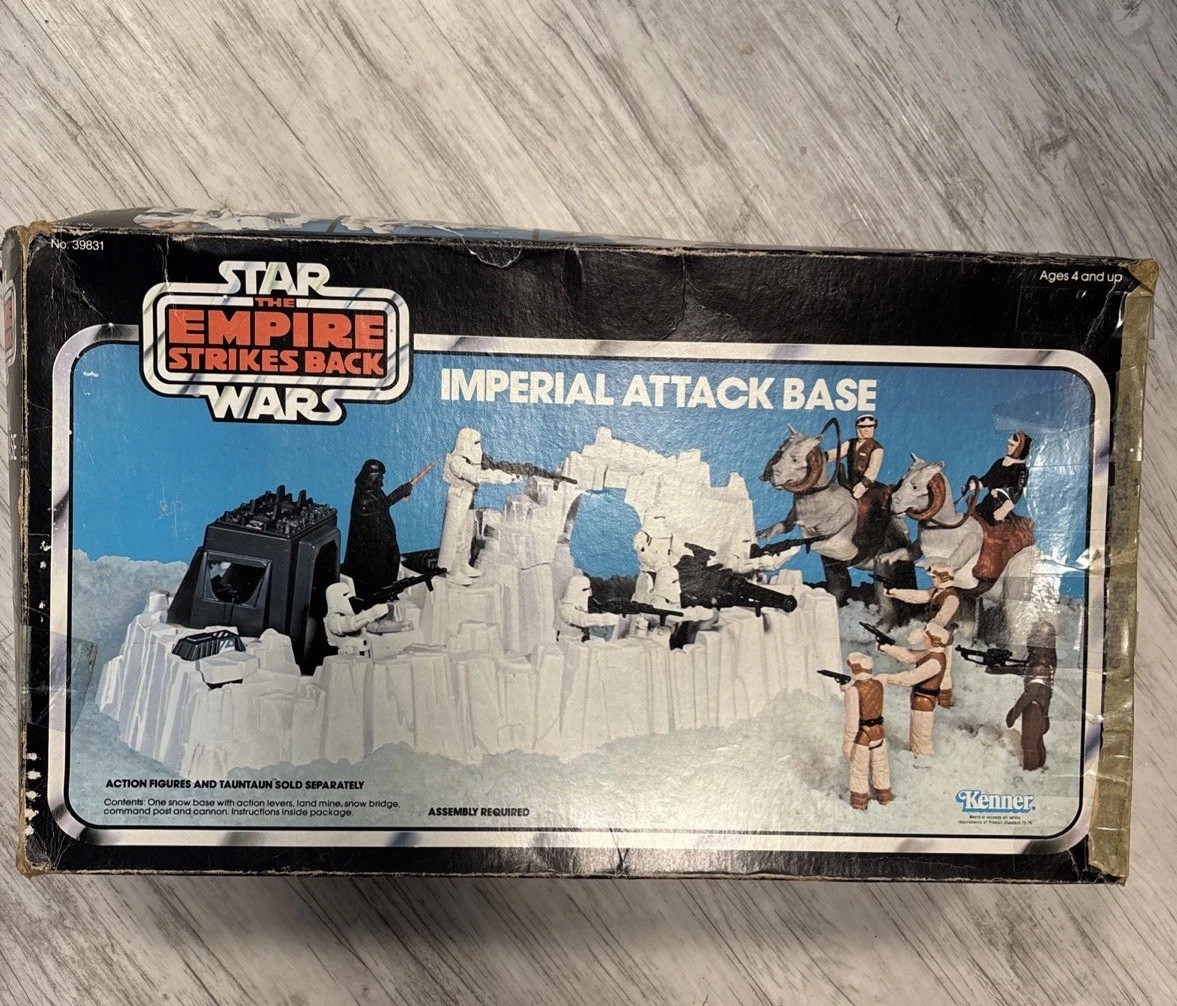 No. 39831
Ages 4 and up
STAR
THE
EMPIRE
STRIKES BACK
WARS
IMPERIAL ATTACK BASE
ACTION FIGURES AND TAUNTAUN SOLD SEPARATELY
Contents: One snow base with action levers, land mine, snow bridge,
command post and cannon. Instructions inside package.
ASSEMBLY REQUIRED
Kenner